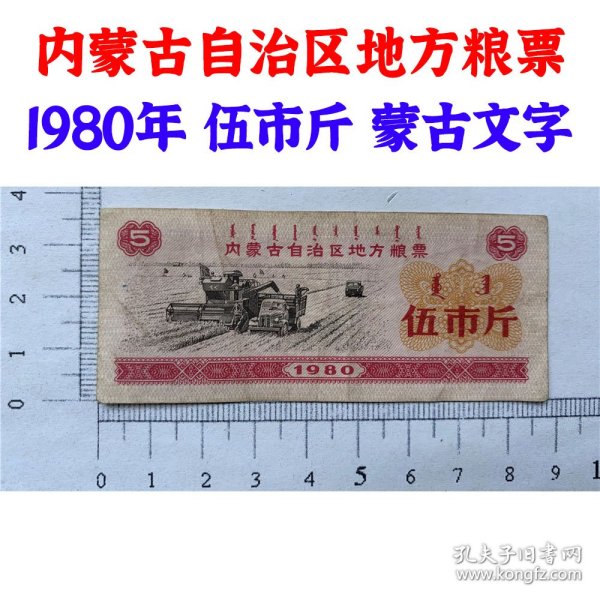 内蒙古自治区地方粮票
1980年 伍市斤 蒙古文字
5
5
内蒙古自治区地方粮票
伍市斤
1980
4
3
2
1
0
0 1 2 3 4 5 6 7 8 9 1
孔夫子旧书网
www.kongfz.com